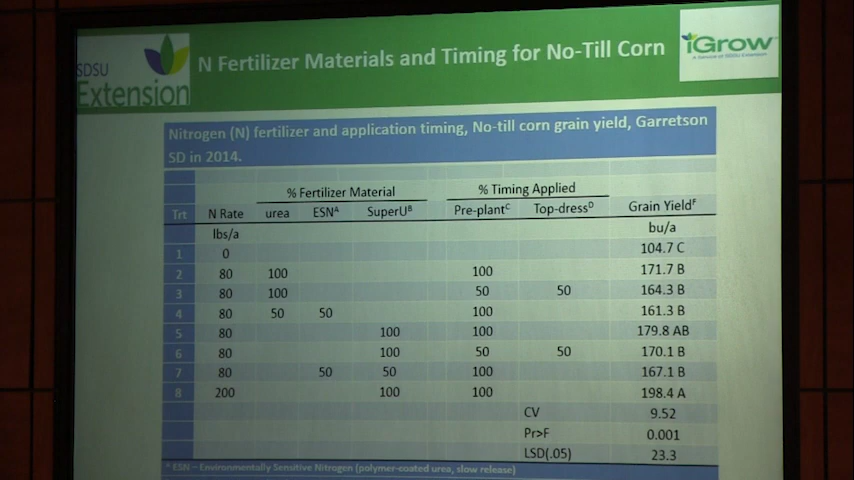 SDSU
Extension
N Fertilizer Materials and Timing for No-Till Corn
iGrow
A Service of SDSU Extension
Nitrogen (N) fertilizer and application timing, No-till corn grain yield, Garretson
SD in 2014.
% Fertilizer Material % Timing Applied
Trt N Rate urea ESNᴬ SuperUᴮ Pre-plantᶜ Top-dressᴰ Grain Yieldᶠ
lbs/a bu/a
1 0 104.7 C
2 80 100 100 171.7 B
3 80 100 50 50 164.3 B
4 80 50 50 100 161.3 B
5 80 100 100 179.8 AB
6 80 100 50 50 170.1 B
7 80 50 50 100 167.1 B
8 200 100 100 198.4 A
CV 9.52
Pr>F 0.001
LSD(.05) 23.3
ᴬ ESN – Environmentally Sensitive Nitrogen (polymer-coated urea, slow release)